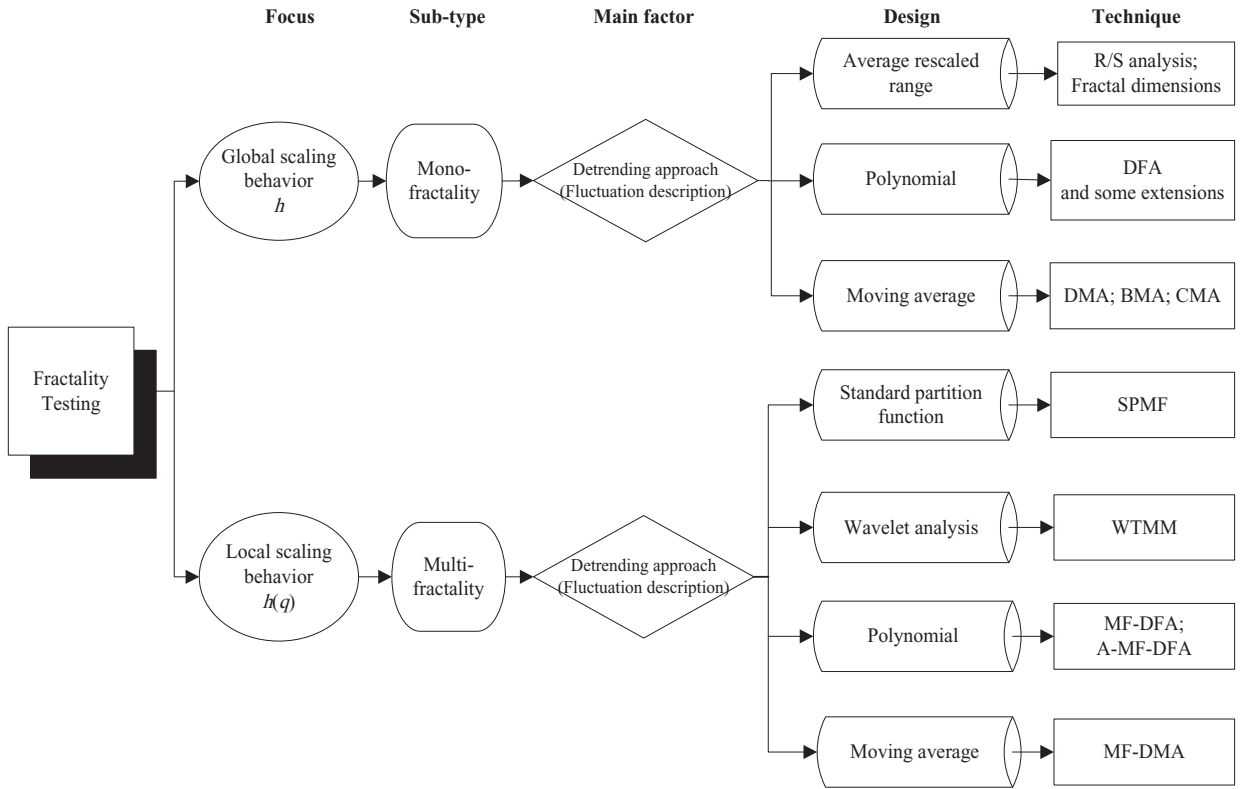 Focus
Sub-type
Main factor
Design
Technique
Fractality
Testing
Global scaling
behavior
h
Mono-
fractality
Detrending approach
(Fluctuation description)
Average rescaled
range
R/S analysis;
Fractal dimensions
Polynomial
DFA
and some extensions
Moving average
DMA; BMA; CMA
Local scaling
behavior
h(q)
Multi-
fractality
Detrending approach
(Fluctuation description)
Standard partition
function
SPMF
Wavelet analysis
WTMM
Polynomial
MF-DFA;
A-MF-DFA
Moving average
MF-DMA